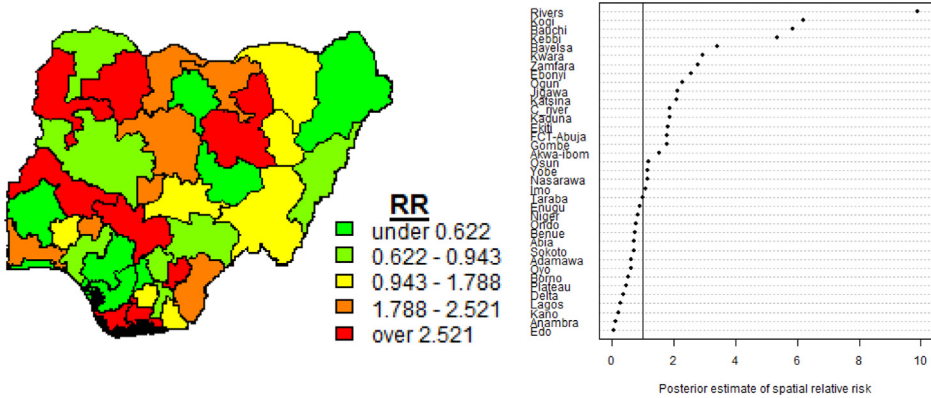 RR
under 0.622
0.622 - 0.943
0.943 - 1.788
1.788 - 2.521
over 2.521
Rivers
Kogi
Bauchi
Kebbi
Bayelsa
Kwara
Zamfara
Ebonyi
Ogun
Jigawa
Katsina
C_river
Kaduna
Ekiti
FCT-Abuja
Gombe
Akwa-Ibom
Osun
Yobe
Nasarawa
Imo
Taraba
Enugu
Niger
Ondo
Benue
Abia
Sokoto
Adamawa
Oyo
Borno
Plateau
Delta
Lagos
Kano
Anambra
Edo
0 2 4 6 8 10
Posterior estimate of spatial relative risk